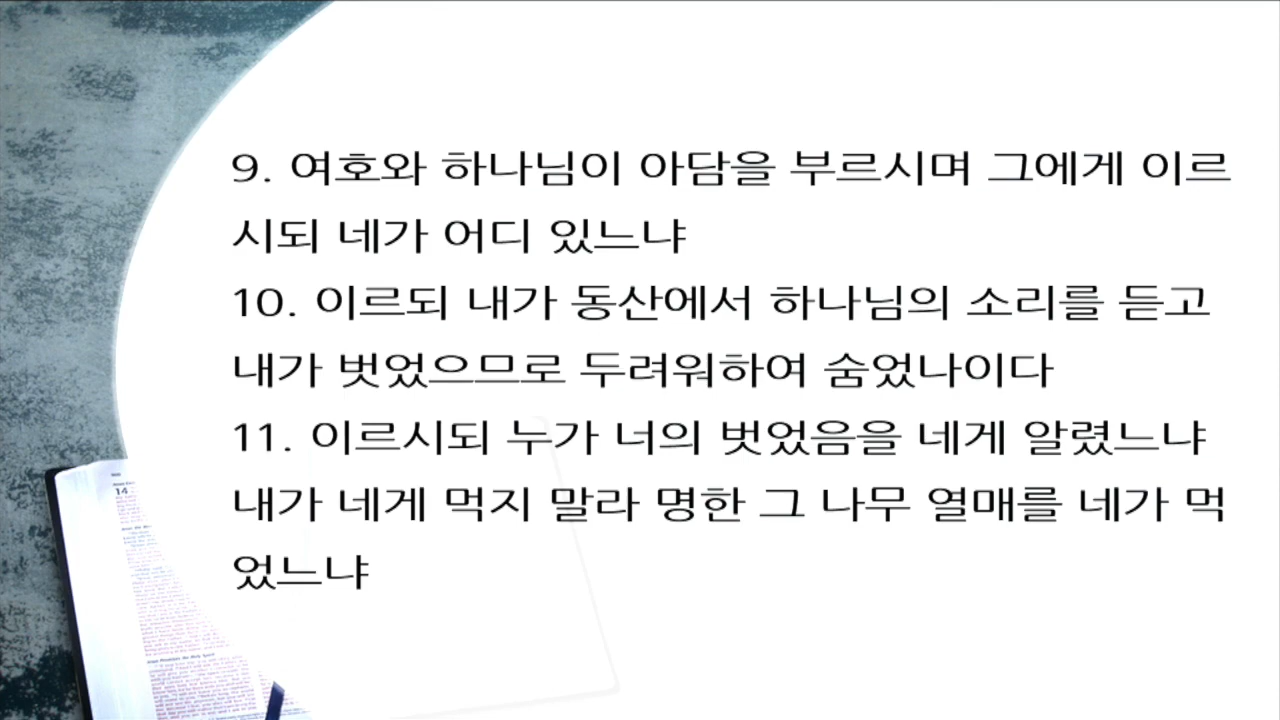 9. 여호와 하나님이 아담을 부르시며 그에게 이르
시되 네가 어디 있느냐
10. 이르되 내가 동산에서 하나님의 소리를 듣고
내가 벗었으므로 두려워하여 숨었나이다
11. 이르시되 누가 너의 벗었음을 네게 알렸느냐
내가 네게 먹지 말라 명한 그 나무 열매를 네가 먹
었느냐
14